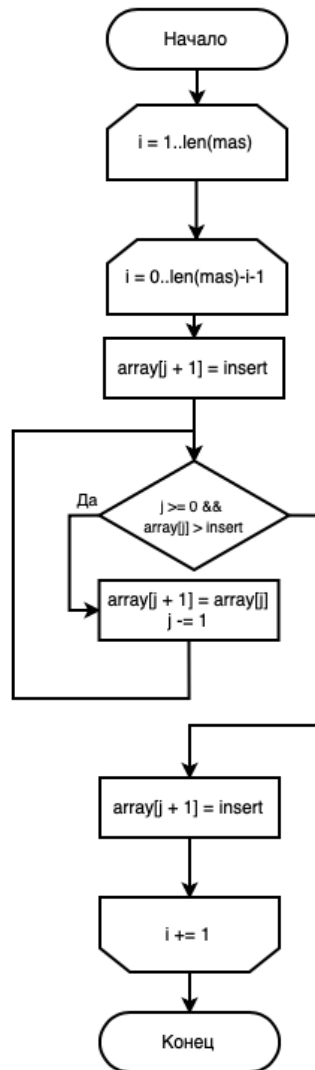 Начало
i = 1..len(mas)
i = 0..len(mas)-i-1
array[j + 1] = insert
Да
j >= 0 &&
array[j] > insert
array[j + 1] = array[j]
j -= 1
array[j + 1] = insert
i += 1
Конец